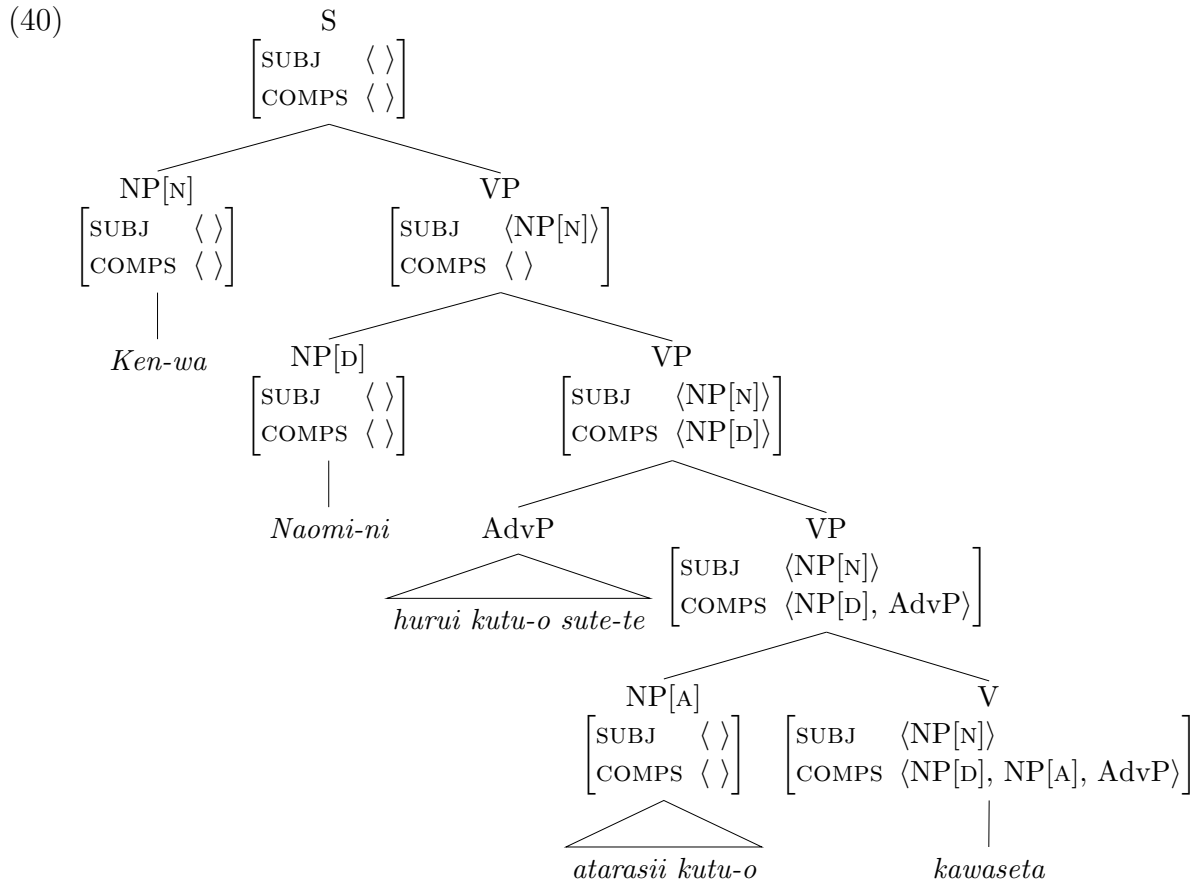 (40) S
[SUBJ ⟨ ⟩
COMPS ⟨ ⟩]
NP[N] VP
[SUBJ ⟨ ⟩ [SUBJ ⟨NP[N]⟩
COMPS ⟨ ⟩] COMPS ⟨ ⟩]
Ken-wa NP[D] VP
[SUBJ ⟨ ⟩ [SUBJ ⟨NP[N]⟩
COMPS ⟨ ⟩] COMPS ⟨NP[D]⟩]
Naomi-ni AdvP VP
[SUBJ ⟨NP[N]⟩
hurui kutu-o sute-te COMPS ⟨NP[D], AdvP⟩]
NP[A] V
[SUBJ ⟨ ⟩ [SUBJ ⟨NP[N]⟩
COMPS ⟨ ⟩] COMPS ⟨NP[D], NP[A], AdvP⟩]
atarasii kutu-o kawaseta